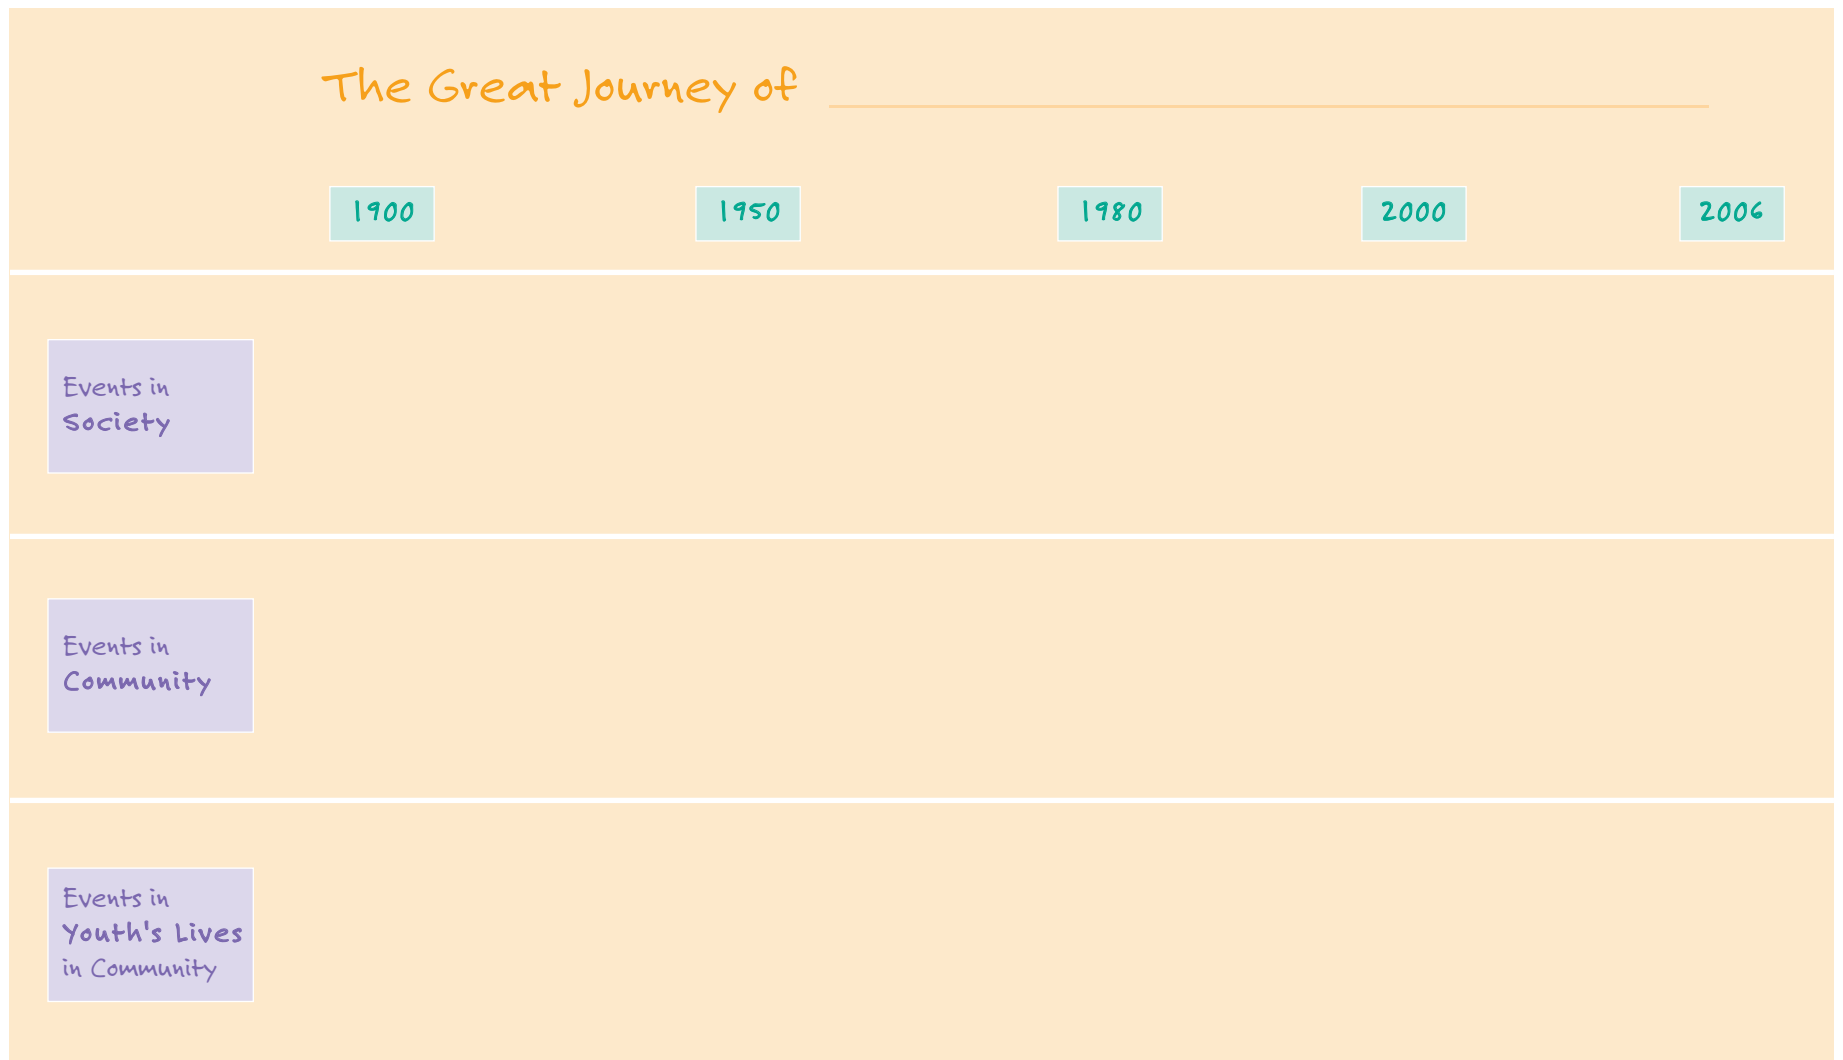 The Great Journey of
1900 1950 1980 2000 2006
Events in
Society
Events in
Community
Events in
Youth's Lives
in Community